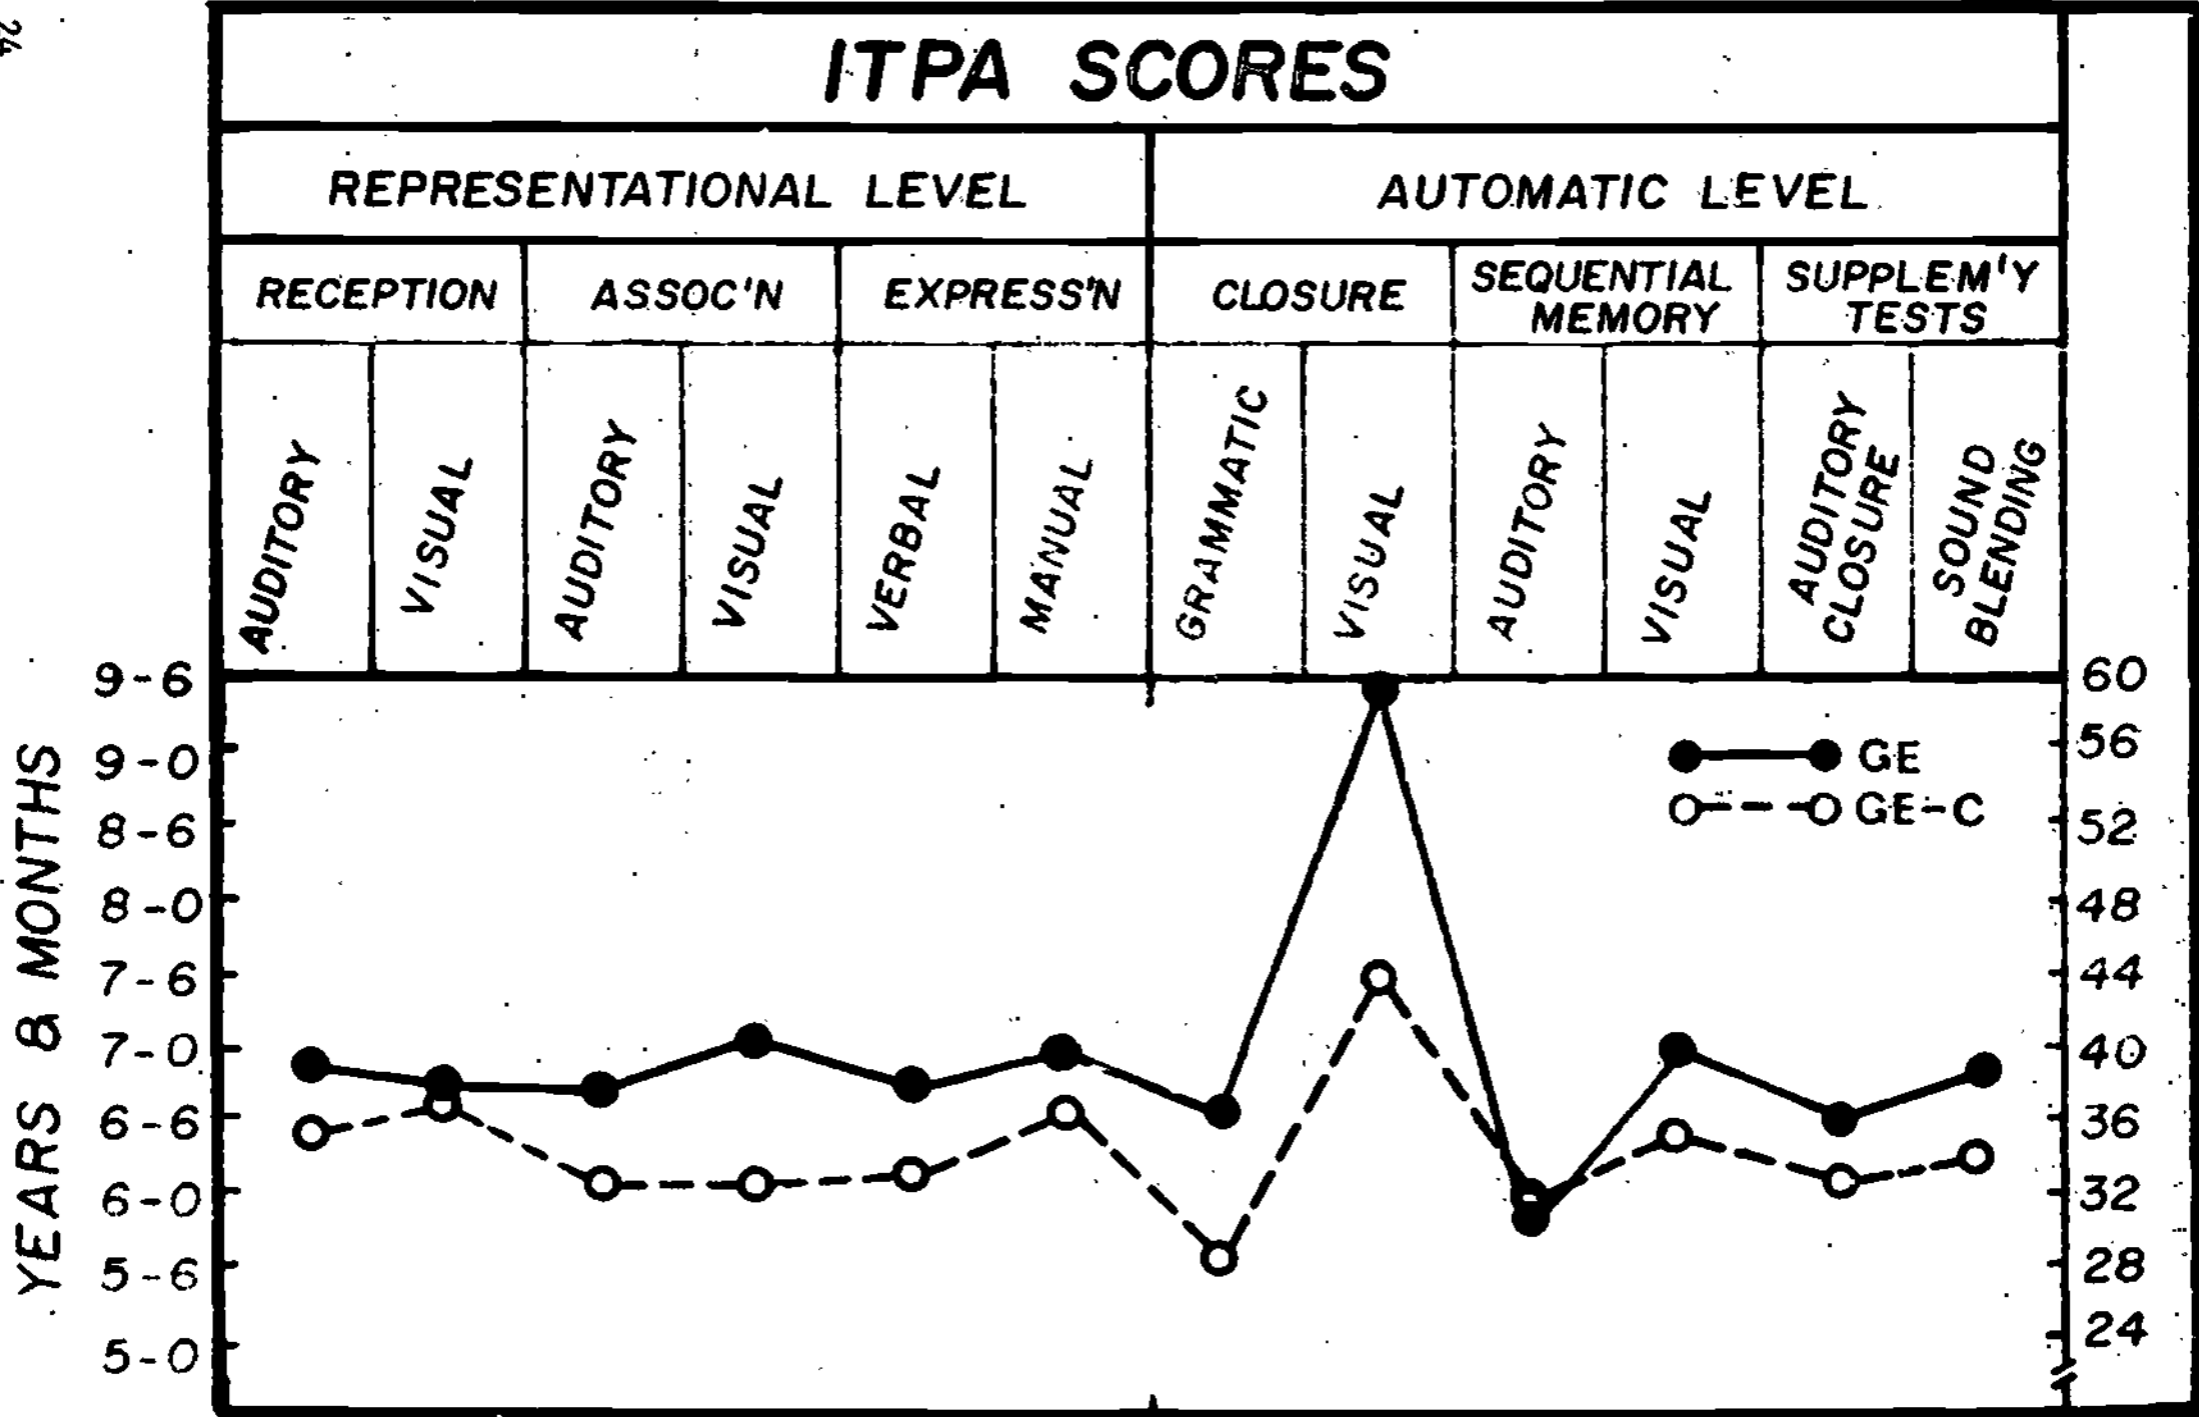 24
ITPA SCORES
REPRESENTATIONAL LEVEL
AUTOMATIC LEVEL
RECEPTION
ASSOC'N
EXPRESS'N
CLOSURE
SEQUENTIAL
MEMORY
SUPPLEM'Y
TESTS
AUDITORY
VISUAL
AUDITORY
VISUAL
VERBAL
MANUAL
GRAMMATIC
VISUAL
AUDITORY
VISUAL
AUDITORY
CLOSURE
SOUND
BLENDING
YEARS & MONTHS
9-6
9-0
8-6
8-0
7-6
7-0
6-6
6-0
5-6
5-0
GE
GE-C
60
56
52
48
44
40
36
32
28
24